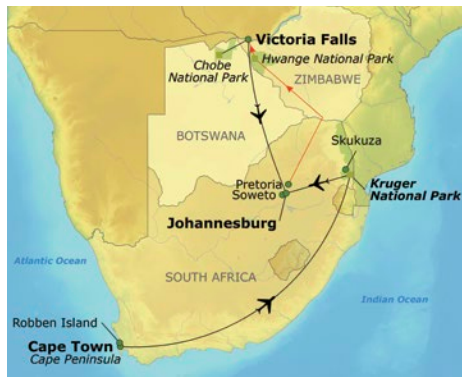 Victoria Falls
Hwange National Park
Chobe
National Park
ZIMBABWE
BOTSWANA
Skukuza
Pretoria
Soweto
Kruger
National Park
Johannesburg
Atlantic Ocean
SOUTH AFRICA
Indian Ocean
Robben Island
Cape Town
Cape Peninsula